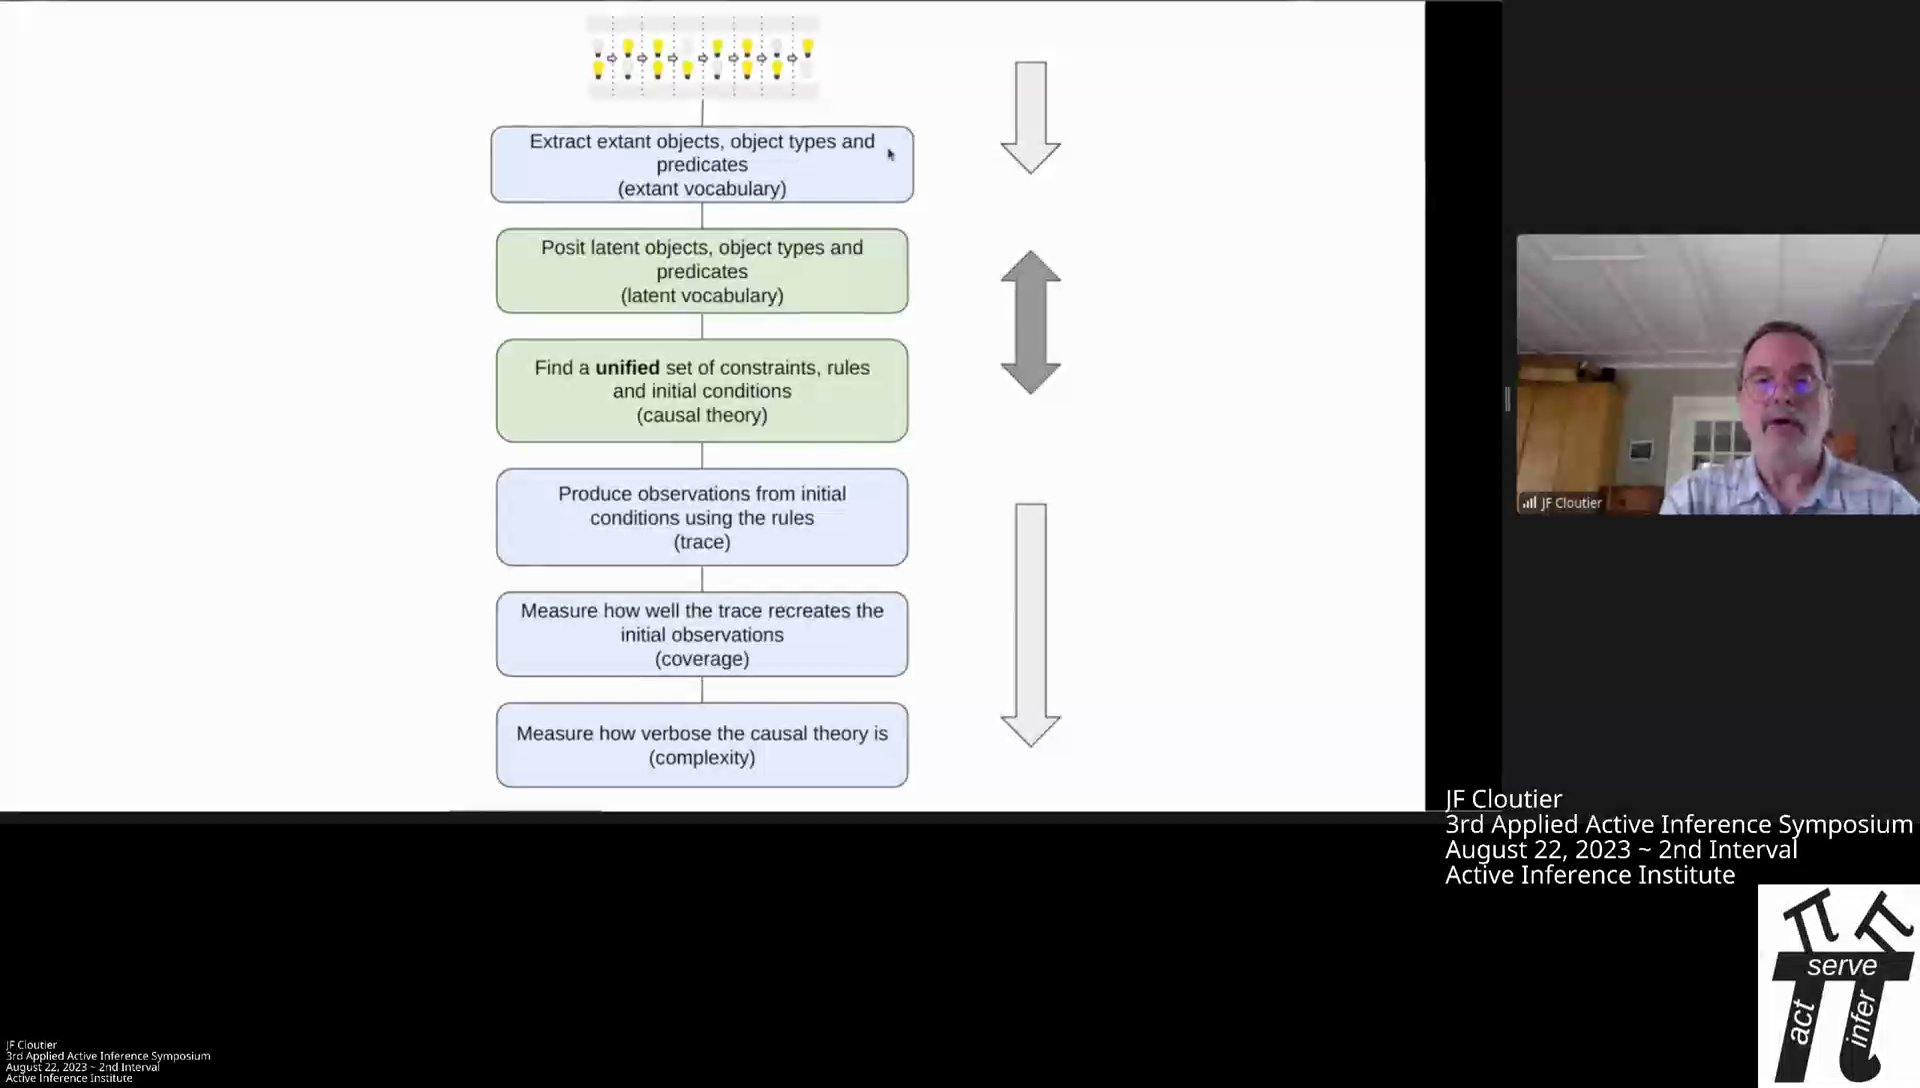 Extract extant objects, object types and
predicates
(extant vocabulary)
Posit latent objects, object types and
predicates
(latent vocabulary)
Find a unified set of constraints, rules
and initial conditions
(causal theory)
Produce observations from initial
conditions using the rules
(trace)
Measure how well the trace recreates the
initial observations
(coverage)
Measure how verbose the causal theory is
(complexity)
JF Cloutier
JF Cloutier
3rd Applied Active Inference Symposium
August 22, 2023 ~ 2nd Interval
Active Inference Institute
serve
act
infer
JF Cloutier
3rd Applied Active Inference Symposium
August 22, 2023 ~ 2nd Interval
Active Inference Institute